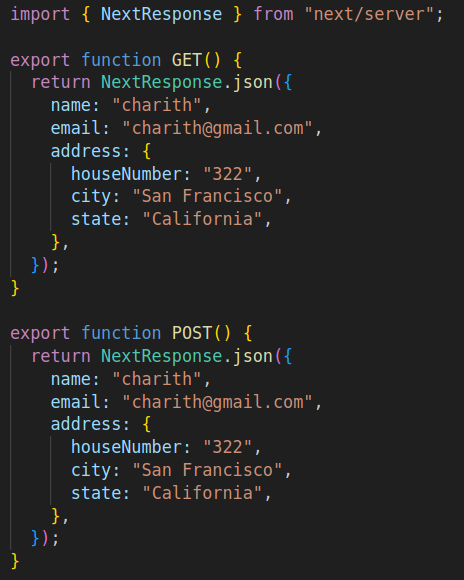 import { NextResponse } from "next/server";
export function GET() {
return NextResponse.json({
name: "charith",
email: "charith@gmail.com",
address: {
houseNumber: "322",
city: "San Francisco",
state: "California",
},
});
}
export function POST() {
return NextResponse.json({
name: "charith",
email: "charith@gmail.com",
address: {
houseNumber: "322",
city: "San Francisco",
state: "California",
},
});
}